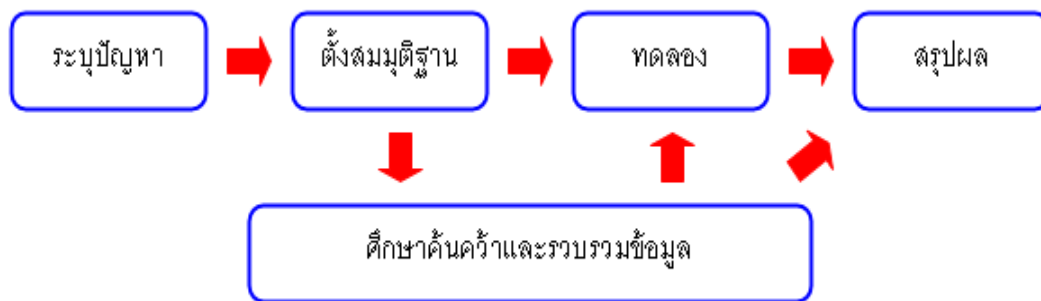 ระบุปัญหา
ตั้งสมมุติฐาน
ทดลอง
สรุปผล
ศึกษาค้นคว้าและรวบรวมข้อมูล